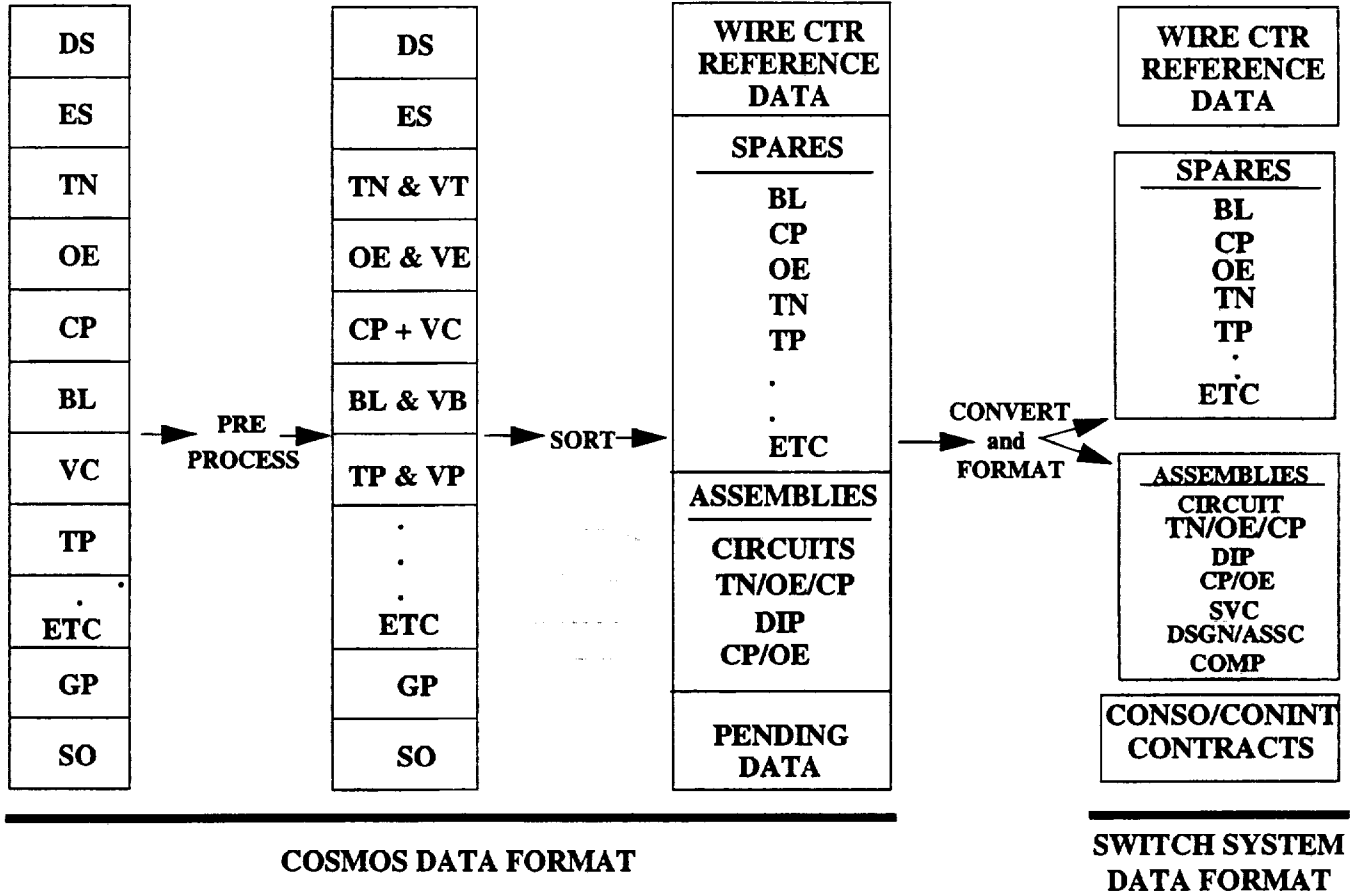 DS
ES
TN
OE
CP
BL
VC
TP
.
.
ETC
GP
SO
PRE
PROCESS
DS
ES
TN & VT
OE & VE
CP + VC
BL & VB
TP & VP
.
.
.
ETC
GP
SO
SORT
WIRE CTR
REFERENCE
DATA
SPARES
BL
CP
OE
TN
TP
.
.
ETC
ASSEMBLIES
CIRCUITS
TN/OE/CP
DIP
CP/OE
PENDING
DATA
CONVERT
and
FORMAT
WIRE CTR
REFERENCE
DATA
SPARES
BL
CP
OE
TN
TP
.
.
ETC
ASSEMBLIES
CIRCUIT
TN/OE/CP
DIP
CP/OE
SVC
DSGN/ASSC
COMP
CONSO/CONINT
CONTRACTS
COSMOS DATA FORMAT
SWITCH SYSTEM
DATA FORMAT